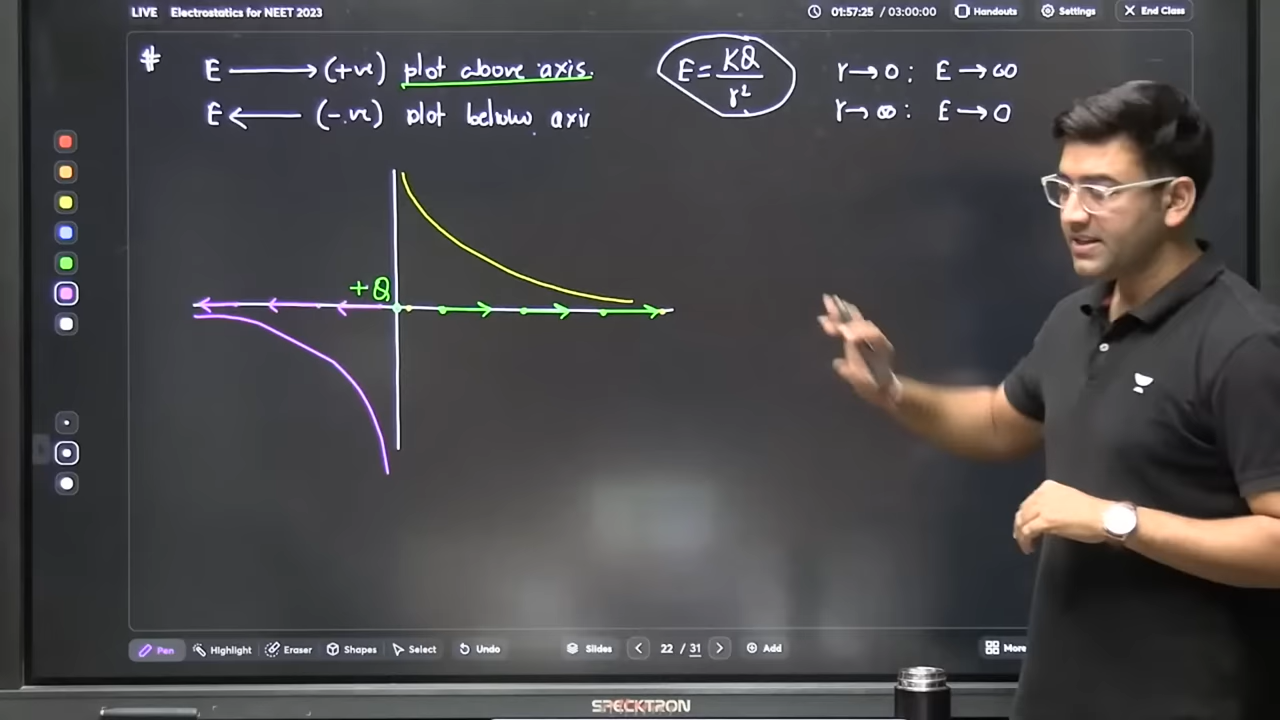 LIVE Electrostatics for NEET 2023
01:57:25 / 03:00:00 Handouts Settings End Class
# E ⟶ (+ve) plot above axis.
E ⟵ (-ve) plot below axis
E = KQ/r²
r → 0 : E → ∞
r → ∞ : E → 0
+Q
Pen Highlight Eraser Shapes Select Undo Slides 22 / 31 Add More
SPECKTRON